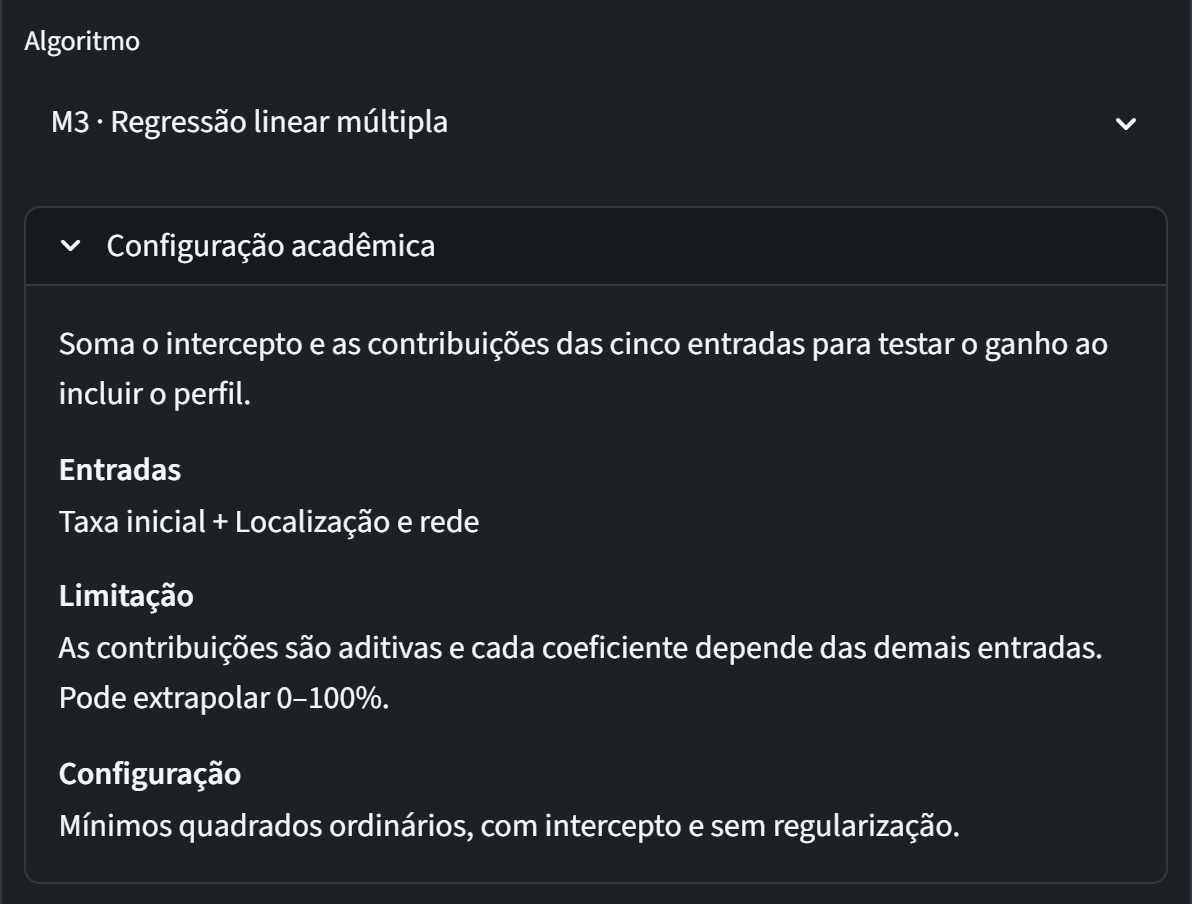 Algoritmo
M3 · Regressão linear múltipla
Configuração acadêmica
Soma o intercepto e as contribuições das cinco entradas para testar o ganho ao
incluir o perfil.
Entradas
Taxa inicial + Localização e rede
Limitação
As contribuições são aditivas e cada coeficiente depende das demais entradas.
Pode extrapolar 0–100%.
Configuração
Mínimos quadrados ordinários, com intercepto e sem regularização.